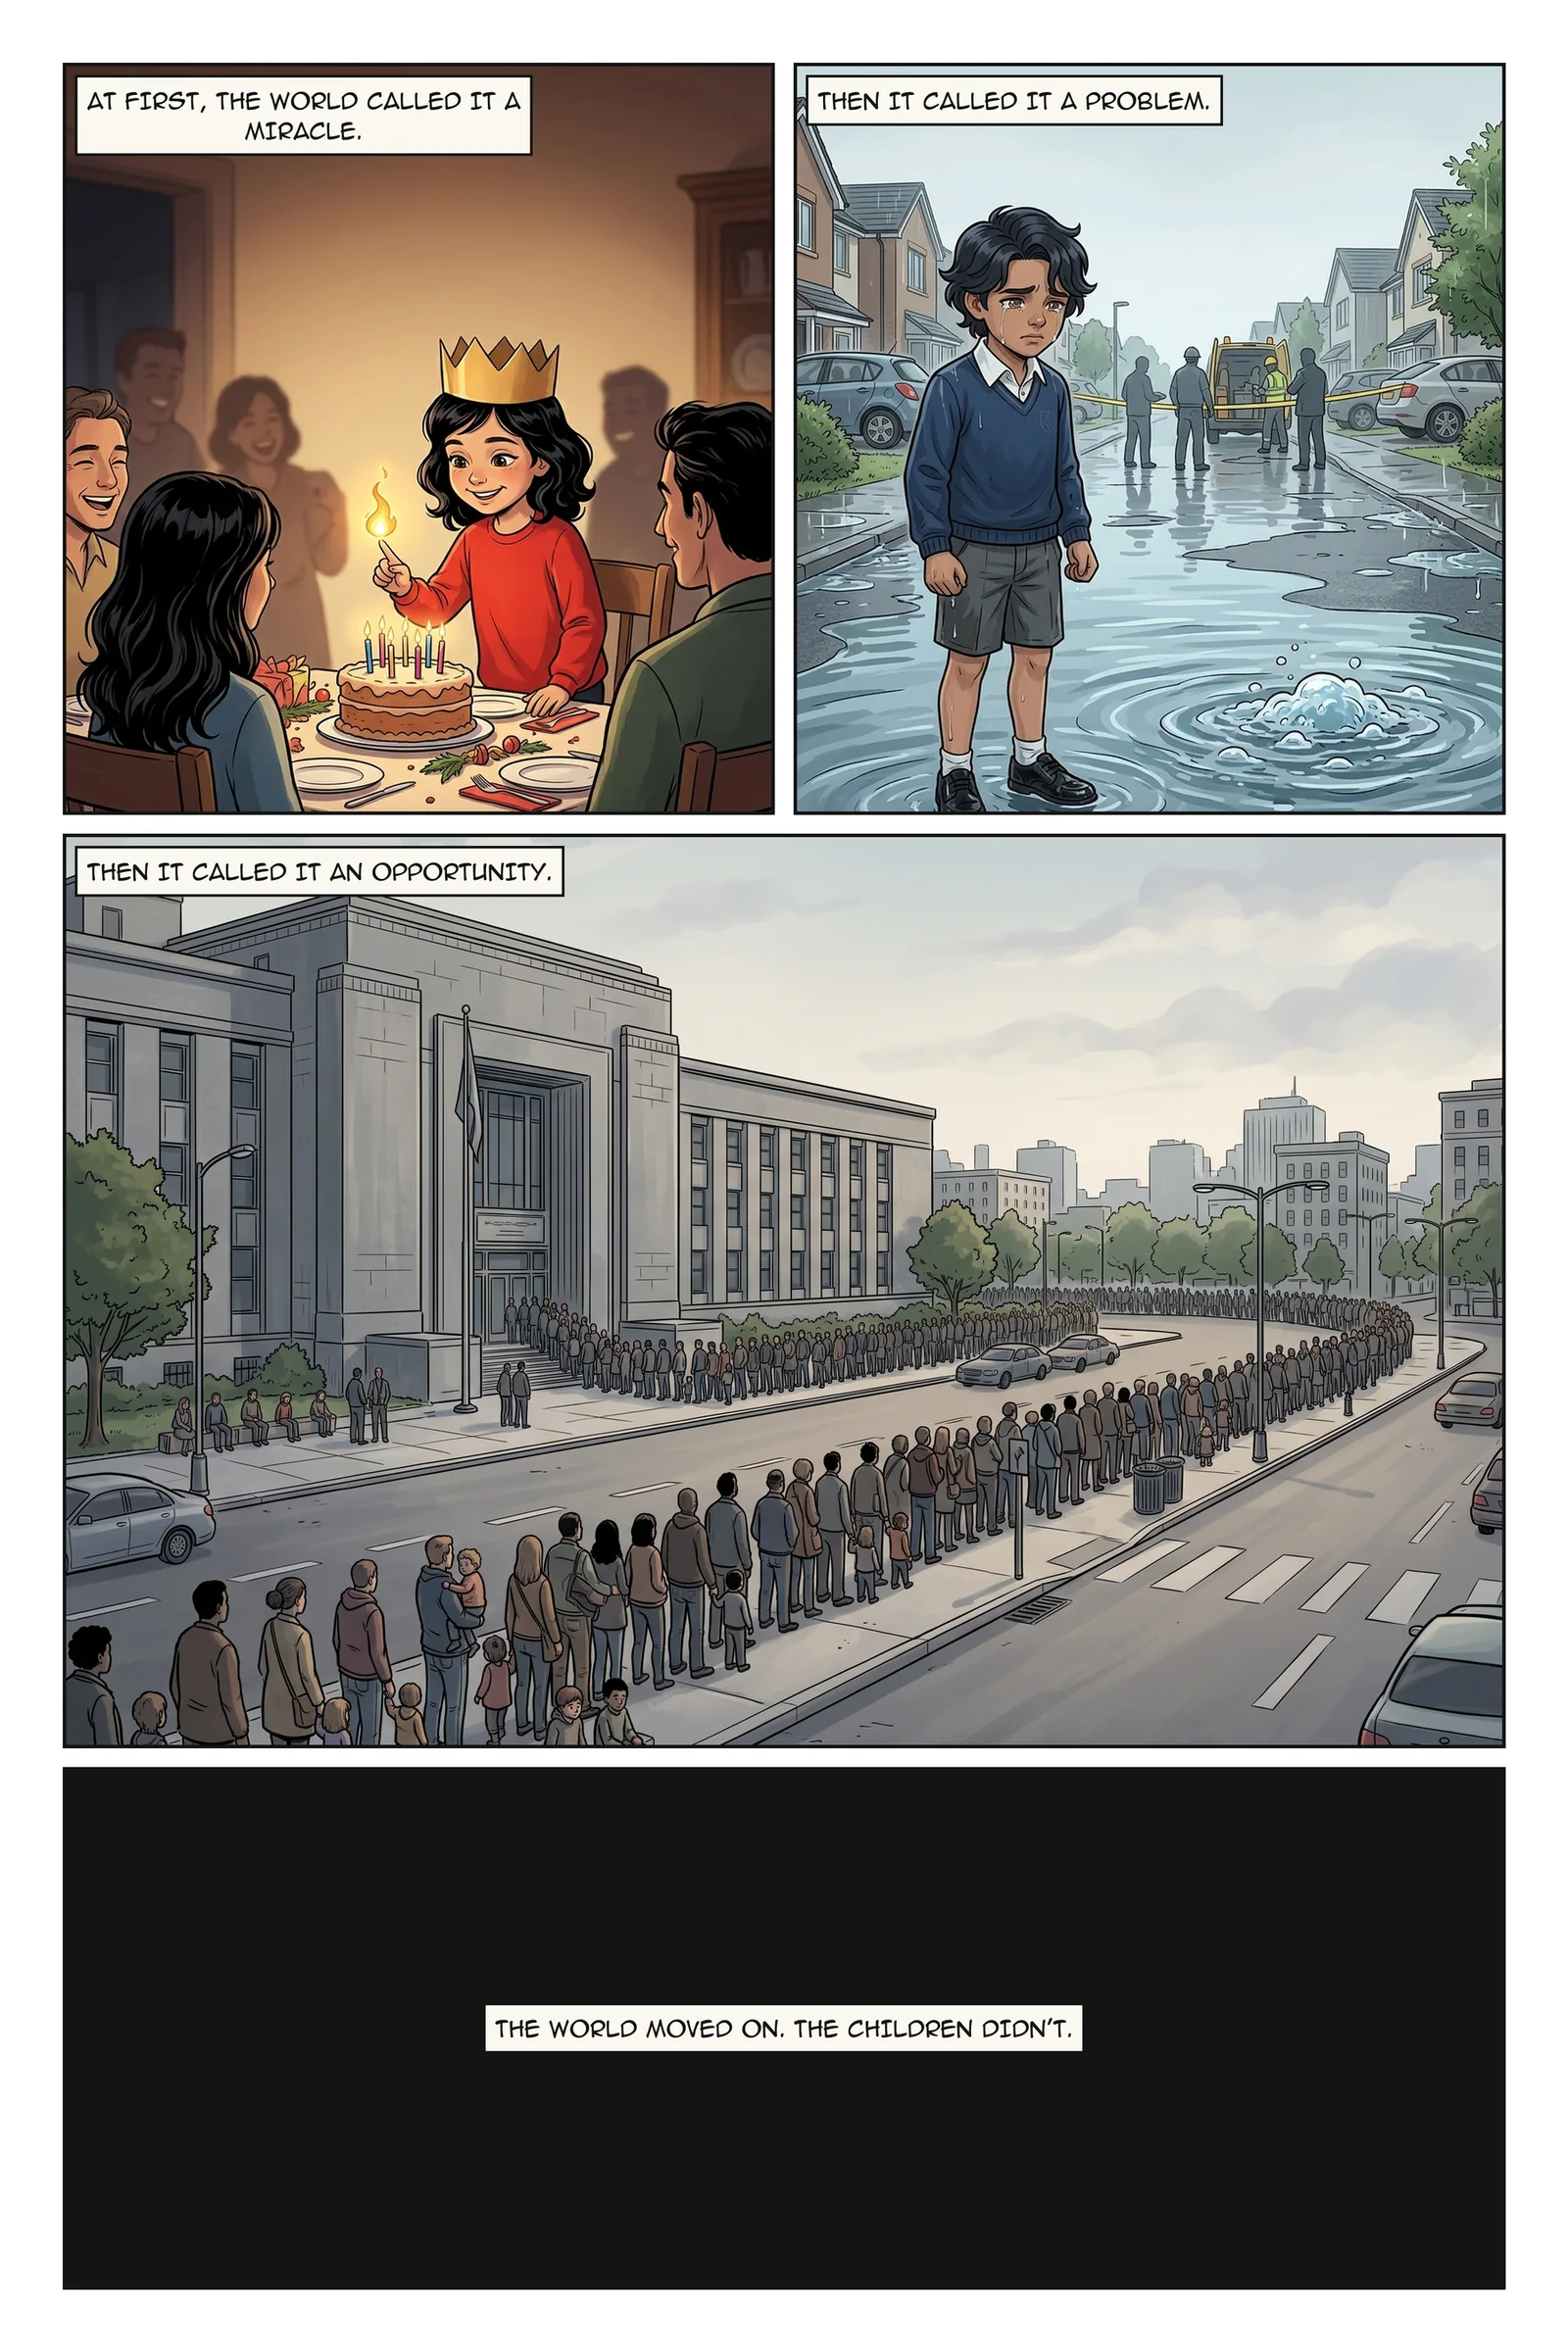 AT FIRST, THE WORLD CALLED IT A
MIRACLE.
THEN IT CALLED IT A PROBLEM.
THEN IT CALLED IT AN OPPORTUNITY.
THE WORLD MOVED ON. THE CHILDREN DIDN'T.